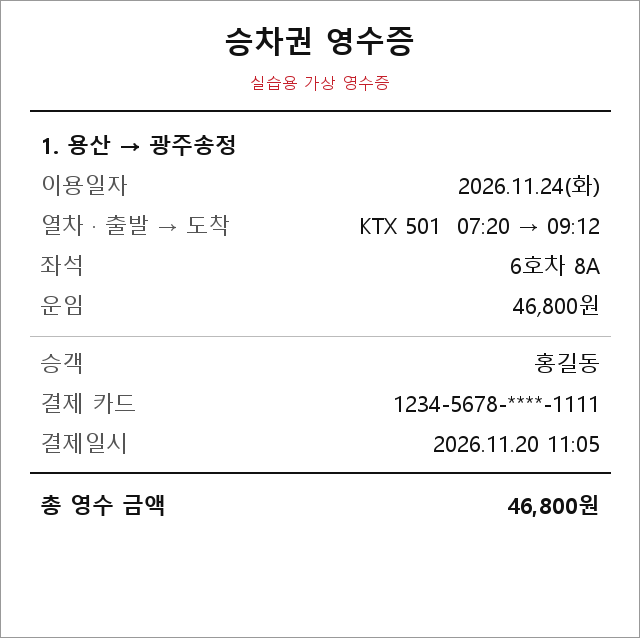 승차권 영수증
실습용 가상 영수증
1. 용산 → 광주송정
이용일자 2026.11.24(화)
열차 · 출발 → 도착 KTX 501 07:20 → 09:12
좌석 6호차 8A
운임 46,800원
승객 홍길동
결제 카드 1234-5678-****-1111
결제일시 2026.11.20 11:05
총 영수 금액 46,800원